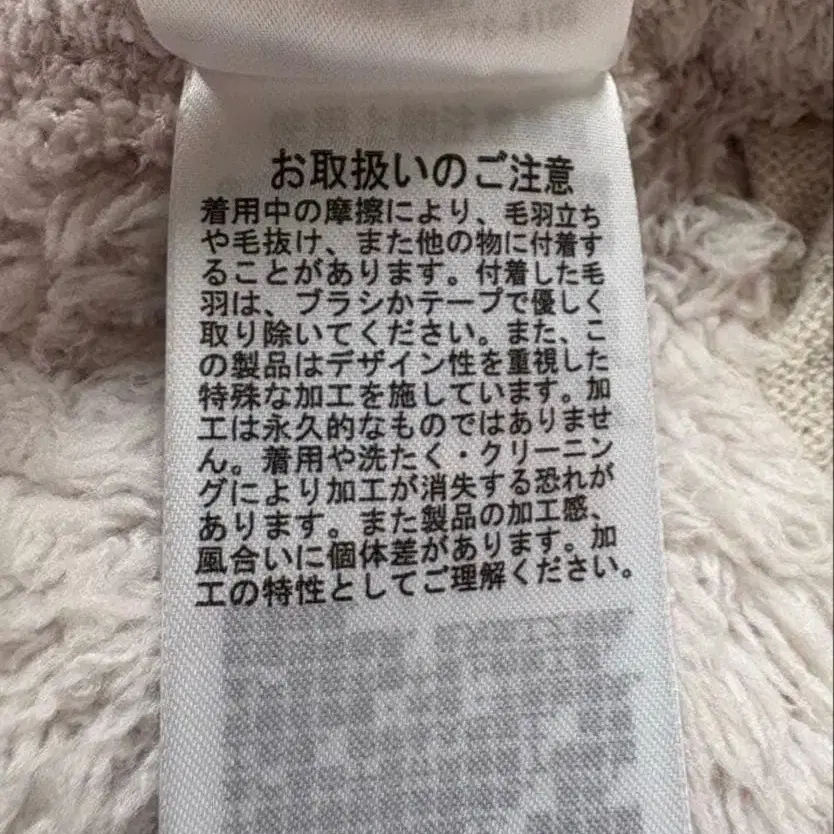 お取扱いのご注意
着用中の摩擦により、毛羽立ち
や毛抜け、また他の物に付着す
ることがあります。付着した毛
羽は、ブラシかテープで優しく
取り除いてください。また、こ
の製品はデザイン性を重視した
特殊な加工を施しています。加
工は永久的なものではありませ
ん。着用や洗たく・クリーニン
グにより加工が消失する恐れが
あります。また製品の加工感、
風合いに個体差があります。加
工の特性としてご理解ください。